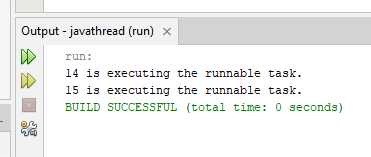 Output - javathread (run)
run:
14 is executing the runnable task.
15 is executing the runnable task.
BUILD SUCCESSFUL (total time: 0 seconds)